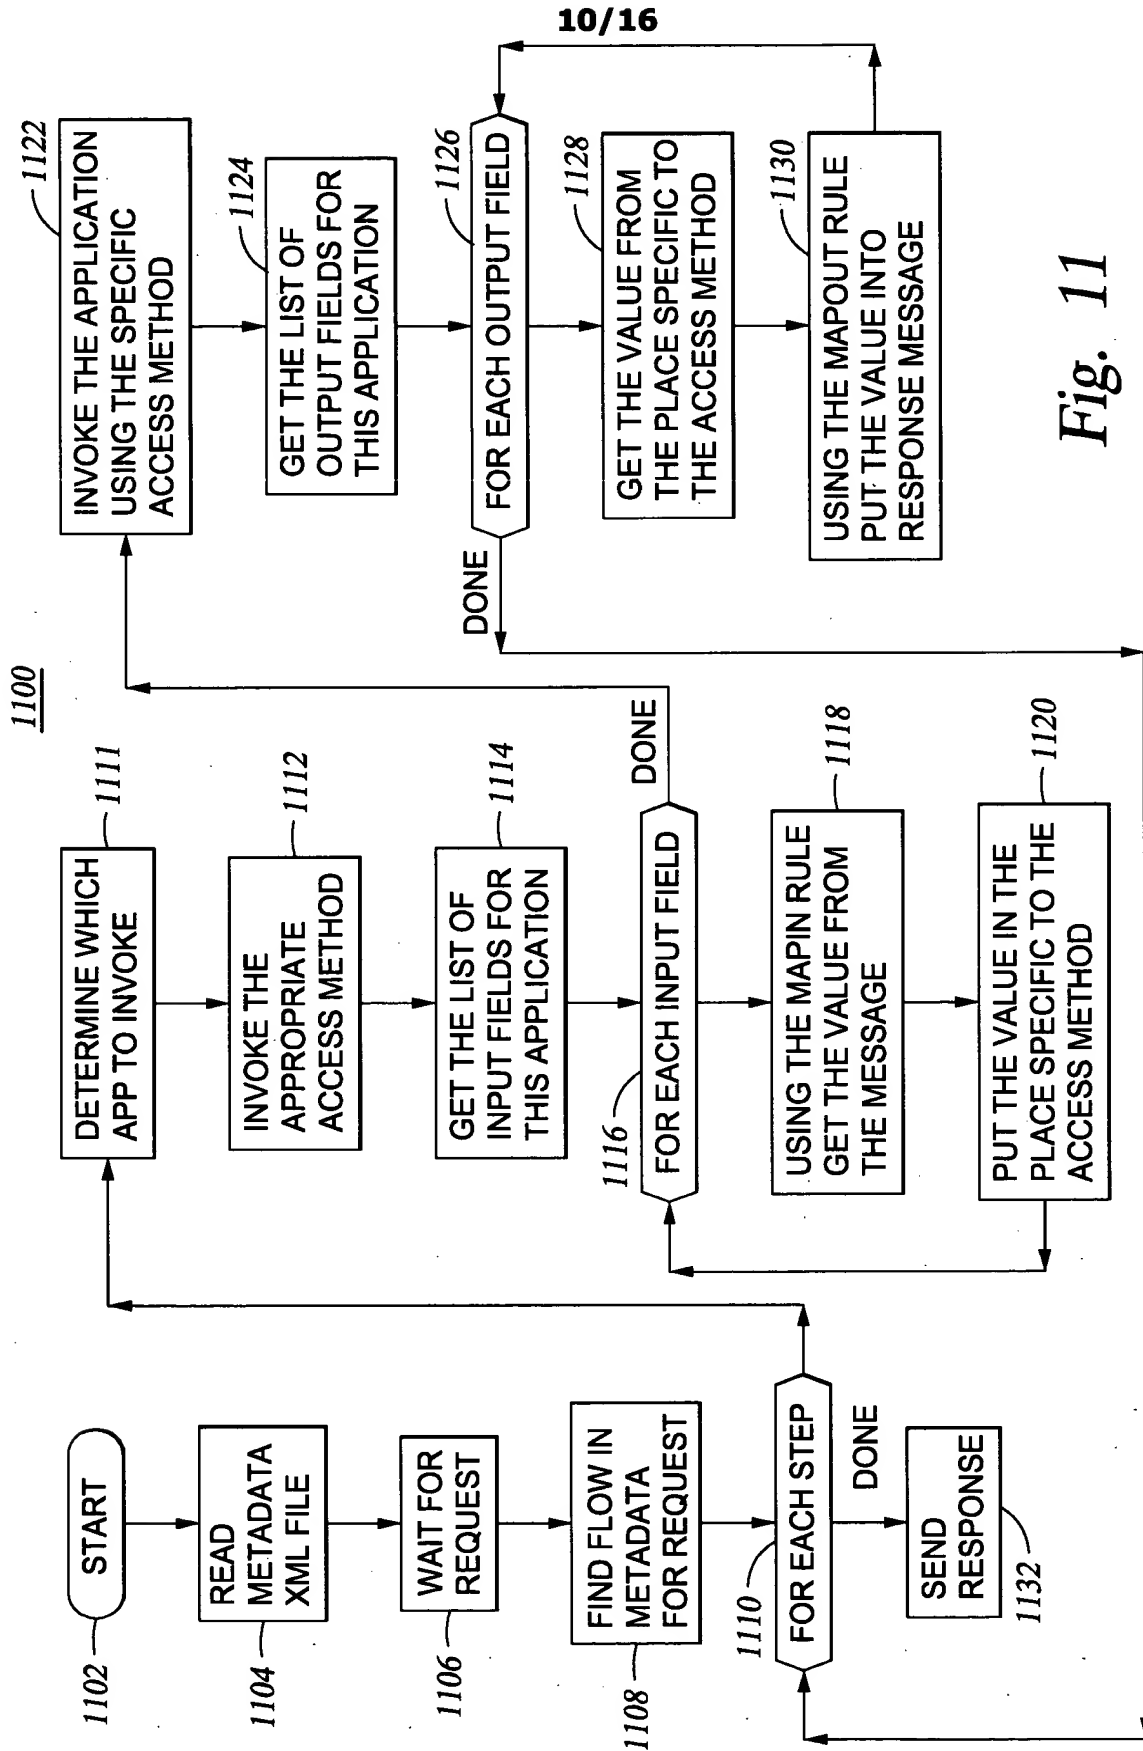 10/16
1100
START
1102
READ
METADATA
XML FILE
1104
WAIT FOR
REQUEST
1106
FIND FLOW IN
METADATA
FOR REQUEST
1108
FOR EACH STEP
1110
DONE
SEND
RESPONSE
1132
DETERMINE WHICH
APP TO INVOKE
1111
INVOKE THE
APPROPRIATE
ACCESS METHOD
1112
GET THE LIST OF
INPUT FIELDS FOR
THIS APPLICATION
1114
FOR EACH INPUT FIELD
1116
DONE
USING THE MAPIN RULE
GET THE VALUE FROM
THE MESSAGE
1118
PUT THE VALUE IN THE
PLACE SPECIFIC TO THE
ACCESS METHOD
1120
INVOKE THE APPLICATION
USING THE SPECIFIC
ACCESS METHOD
1122
GET THE LIST OF
OUTPUT FIELDS FOR
THIS APPLICATION
1124
FOR EACH OUTPUT FIELD
1126
DONE
GET THE VALUE FROM
THE PLACE SPECIFIC TO
THE ACCESS METHOD
1128
USING THE MAPOUT RULE
PUT THE VALUE INTO
RESPONSE MESSAGE
1130
Fig. 11